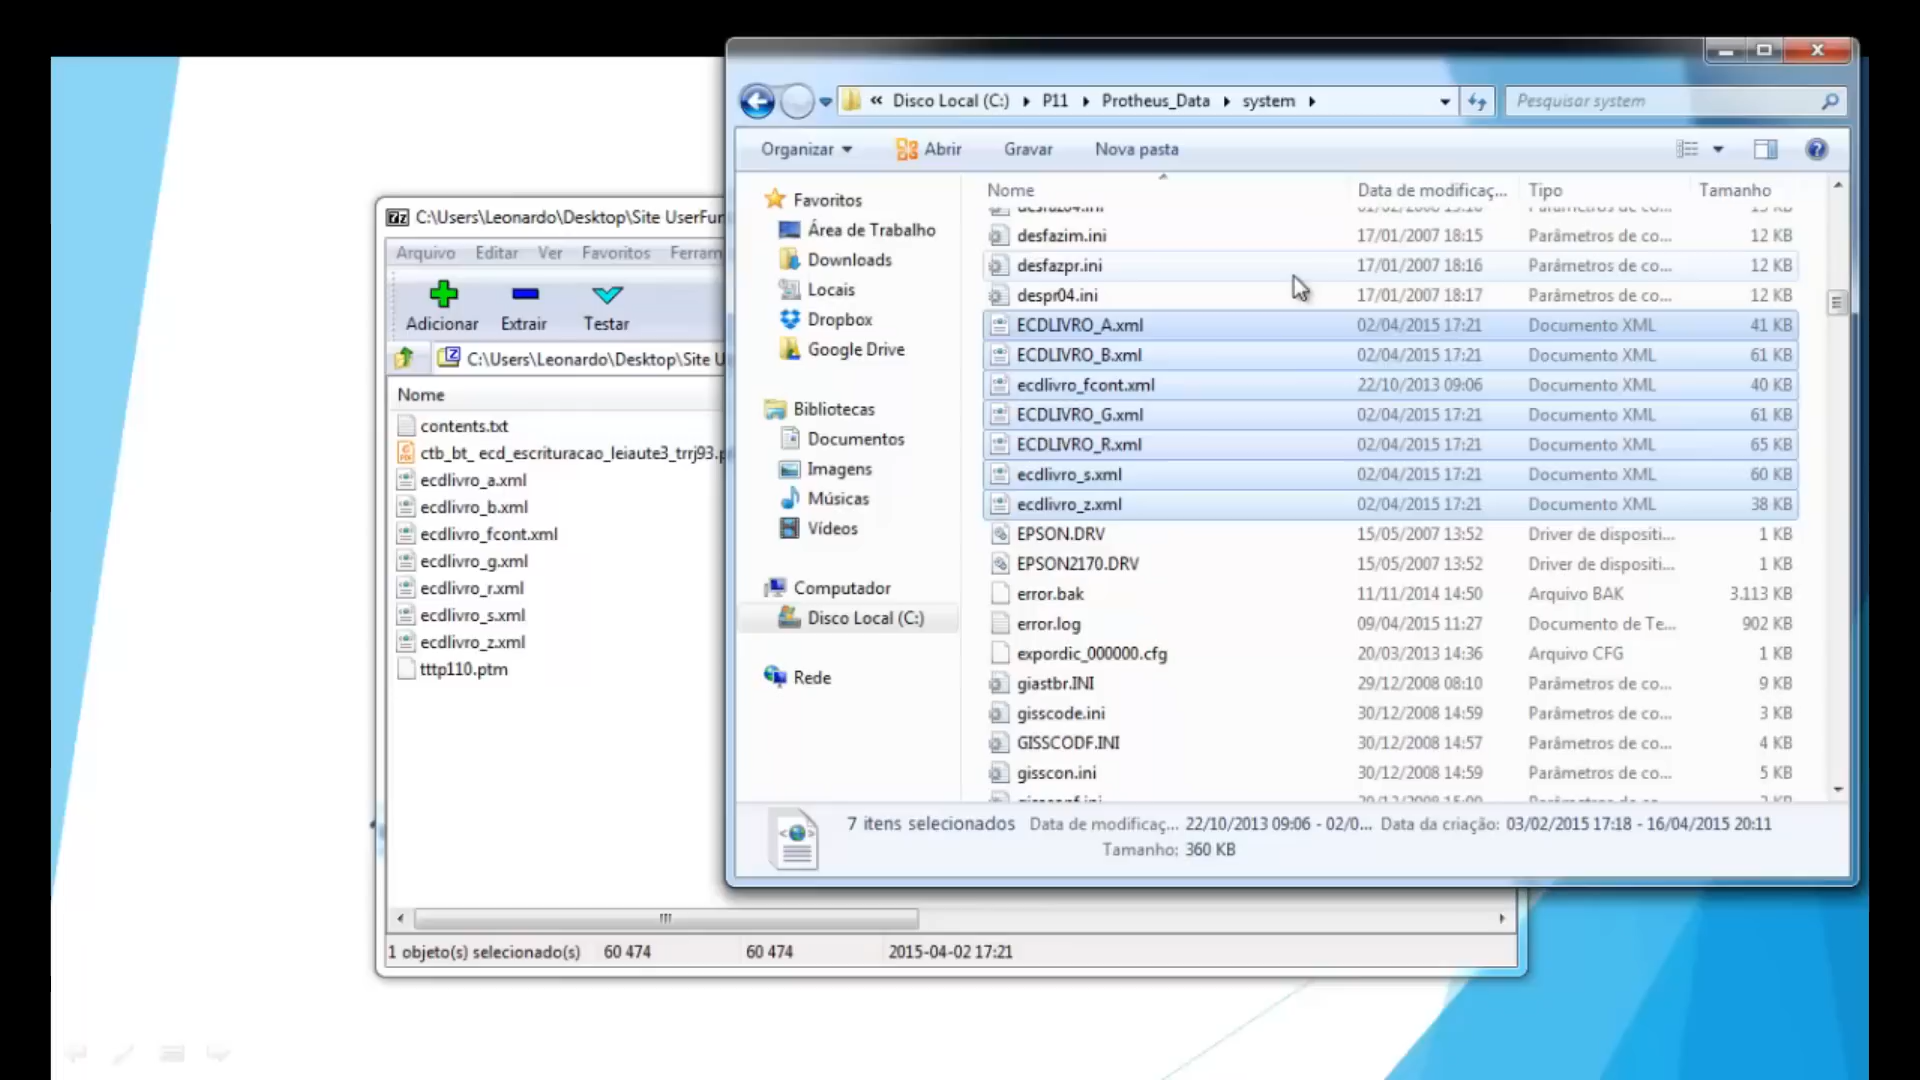 « Disco Local (C:) P11 Protheus_Data system
Pesquisar system
Organizar Abrir Gravar Nova pasta
Nome Data de modificaç... Tipo Tamanho
desfazim.ini 17/01/2007 18:15 Parâmetros de co... 12 KB
desfazpr.ini 17/01/2007 18:16 Parâmetros de co... 12 KB
despr04.ini 17/01/2007 18:17 Parâmetros de co... 12 KB
ECDLIVRO_A.xml 02/04/2015 17:21 Documento XML 41 KB
ECDLIVRO_B.xml 02/04/2015 17:21 Documento XML 61 KB
ecdlivro_fcont.xml 22/10/2013 09:06 Documento XML 40 KB
ECDLIVRO_G.xml 02/04/2015 17:21 Documento XML 61 KB
ECDLIVRO_R.xml 02/04/2015 17:21 Documento XML 65 KB
ecdlivro_s.xml 02/04/2015 17:21 Documento XML 60 KB
ecdlivro_z.xml 02/04/2015 17:21 Documento XML 38 KB
EPSON.DRV 15/05/2007 13:52 Driver de dispositi... 1 KB
EPSON2170.DRV 15/05/2007 13:52 Driver de dispositi... 1 KB
error.bak 11/11/2014 14:50 Arquivo BAK 3.113 KB
error.log 09/04/2015 11:27 Documento de Te... 902 KB
expordic_000000.cfg 20/03/2013 14:36 Arquivo CFG 1 KB
giastbr.INI 29/12/2008 08:10 Parâmetros de co... 9 KB
gisscode.ini 30/12/2008 14:59 Parâmetros de co... 3 KB
GISSCODF.INI 30/12/2008 14:57 Parâmetros de co... 4 KB
gisscon.ini 30/12/2008 14:59 Parâmetros de co... 5 KB
Favoritos
Área de Trabalho
Downloads
Locais
Dropbox
Google Drive
Bibliotecas
Documentos
Imagens
Músicas
Vídeos
Computador
Disco Local (C:)
Rede
7 itens selecionados Data de modificaç... 22/10/2013 09:06 - 02/0... Data da criação: 03/02/2015 17:18 - 16/04/2015 20:11
Tamanho: 360 KB
7z C:\Users\Leonardo\Desktop\Site UserFun
Arquivo Editar Ver Favoritos Ferram
Adicionar Extrair Testar
C:\Users\Leonardo\Desktop\Site U
Nome
contents.txt
ctb_bt_ ecd_escrituracao_leiaute3_trrj93.p
ecdlivro_a.xml
ecdlivro_b.xml
ecdlivro_fcont.xml
ecdlivro_g.xml
ecdlivro_r.xml
ecdlivro_s.xml
ecdlivro_z.xml
tttp110.ptm
1 objeto(s) selecionado(s) 60 474 60 474 2015-04-02 17:21